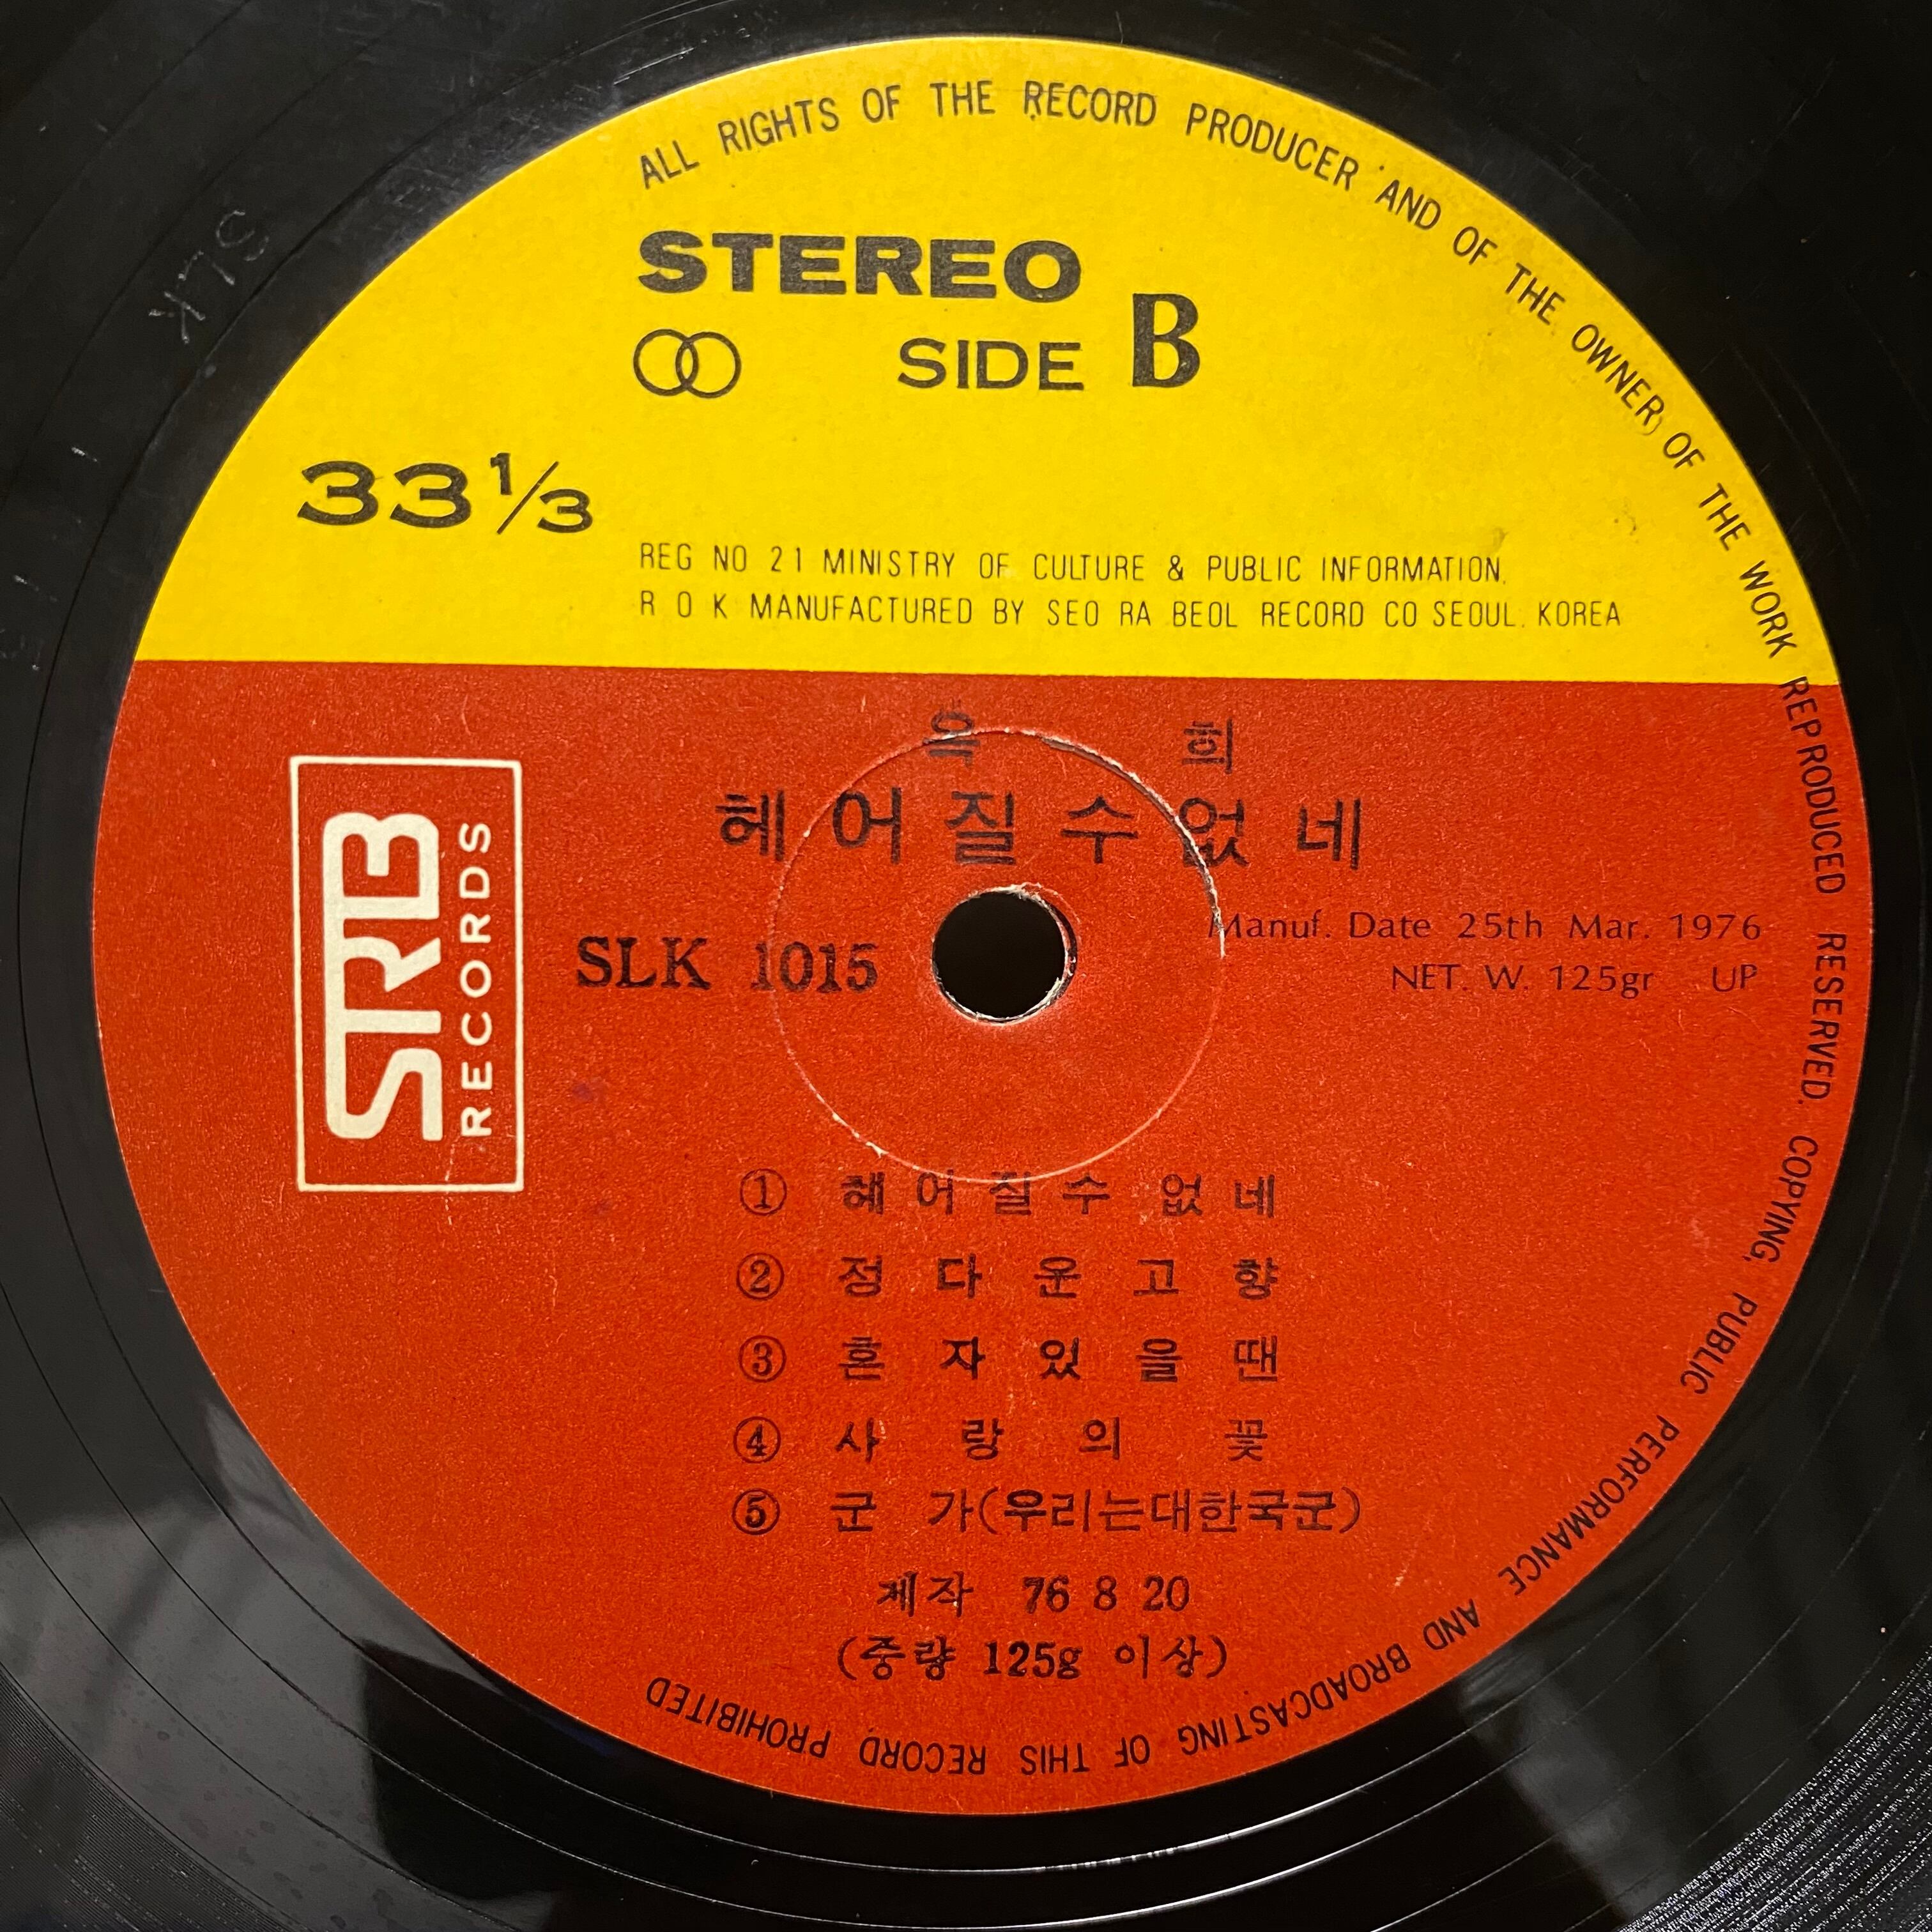 ALL RIGHTS OF THE RECORD PRODUCER AND OF THE OWNER OF THE WORK REPRODUCED RESERVED. COPYING, PUBLIC PERFORMANCE AND BROADCASTING OF THIS RECORD PROHIBITED
STEREO
SIDE B
33 1/3
REG NO 21 MINISTRY OF CULTURE & PUBLIC INFORMATION,
R O K MANUFACTURED BY SEO RA BEOL RECORD CO SEOUL. KOREA
SLK
옥 희
헤어질수없네
STRB
RECORDS
SLK 1015
Manuf. Date 25th Mar. 1976
NET. W. 125gr UP
① 헤어질수 없네
② 정다운고향
③ 혼자있을땐
④ 사랑의 꽃
⑤ 군 가(우리는대한국군)
제작 76 8 20
(중량 125g 이상)